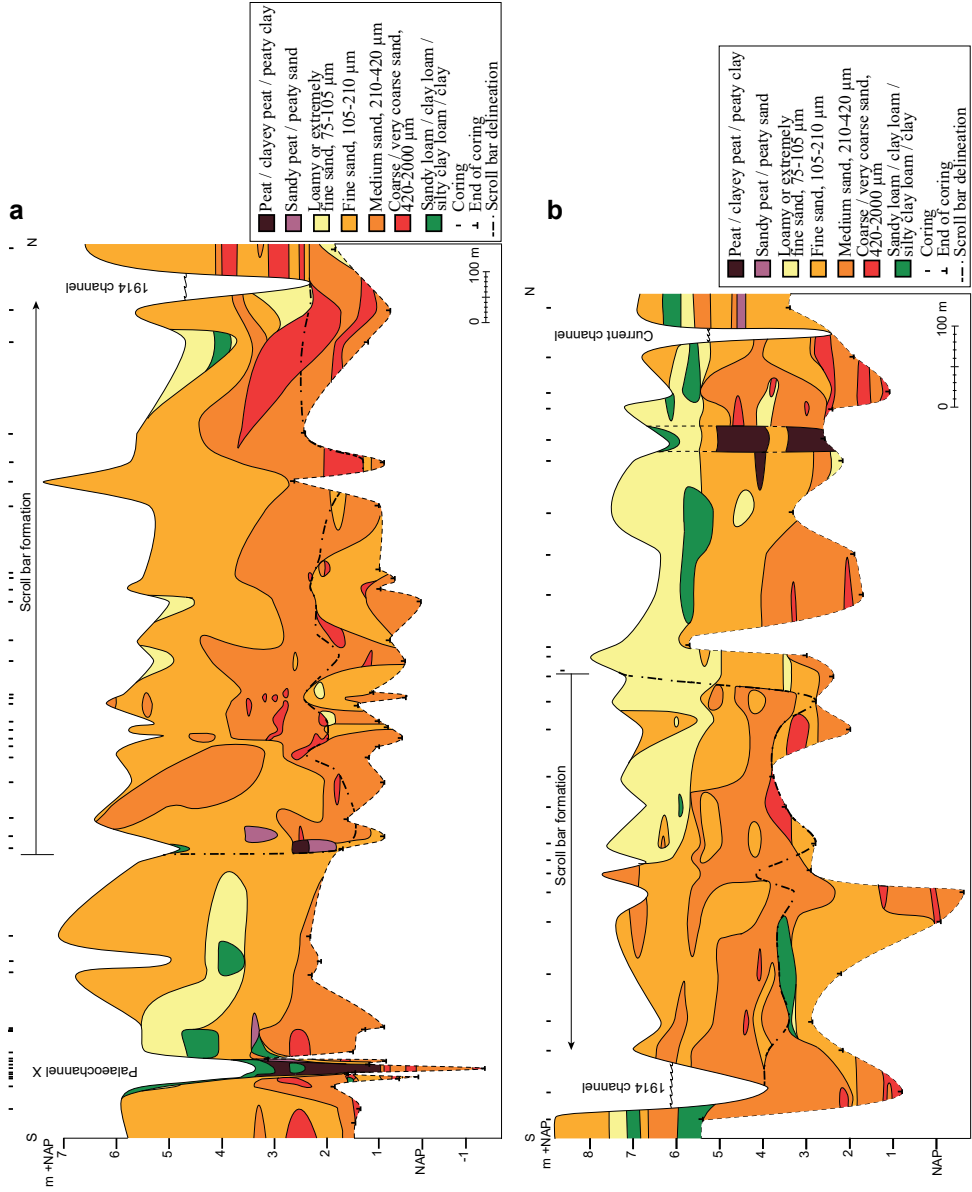 a
S
N
m +NAP
7
6
5
4
3
2
1
NAP
-1
Scroll bar formation
Palaeochannel X
1914 channel
0
100 m
Peat / clayey peat / peaty clay
Sandy peat / peaty sand
Loamy or extremely
fine sand, 75-105 µm
Fine sand, 105-210 µm
Medium sand, 210-420 µm
Coarse / very coarse sand,
420-2000 µm
Sandy loam / clay loam /
silty clay loam / clay
Coring
End of coring
Scroll bar delineation
b
S
N
m +NAP
8
7
6
5
4
3
2
1
NAP
Scroll bar formation
1914 channel
Current channel
0
100 m
Peat / clayey peat / peaty clay
Sandy peat / peaty sand
Loamy or extremely
fine sand, 75-105 µm
Fine sand, 105-210 µm
Medium sand, 210-420 µm
Coarse / very coarse sand,
420-2000 µm
Sandy loam / clay loam /
silty clay loam / clay
Coring
End of coring
Scroll bar delineation